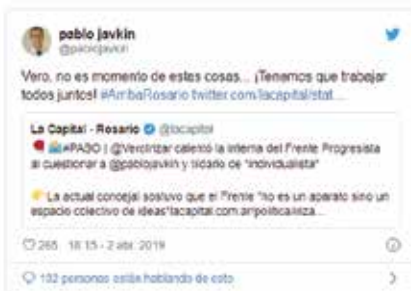 pablo javkin
@pablojavkin
Vero, no es momento de estas cosas... ¡Tenemos que trabajar
todos juntos! #ArribaRosario twitter.com/lacapital/stat...
La Capital - Rosario @lacapital
#PASO | @VeroIrizar calentó la interna del Frente Progresista
al cuestionar a @pablojavkin y tildarlo de "individualista"
La actual concejal sostuvo que el Frente "no es un aparato sino un
espacio colectivo de ideas"lacapital.com.ar/politica/iriza...
265 18:15 - 2 abr. 2019
102 personas están hablando de esto